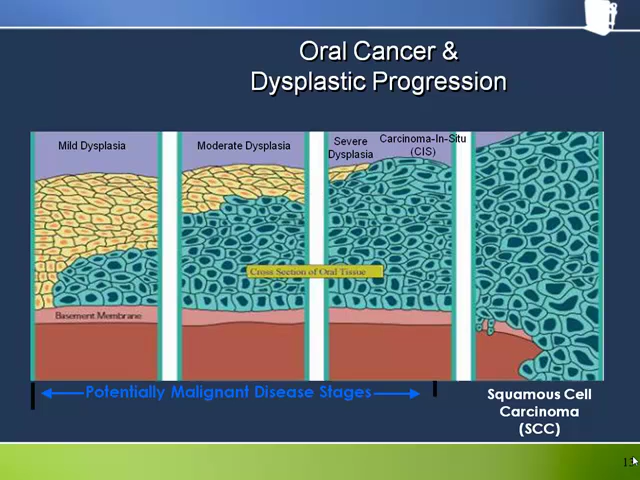 Oral Cancer &
Dysplastic Progression
Mild Dysplasia
Moderate Dysplasia
Severe
Dysplasia
Carcinoma-In-Situ
(CIS)
Cross Section of Oral Tissue
Basement Membrane
Potentially Malignant Disease Stages
Squamous Cell
Carcinoma
(SCC)